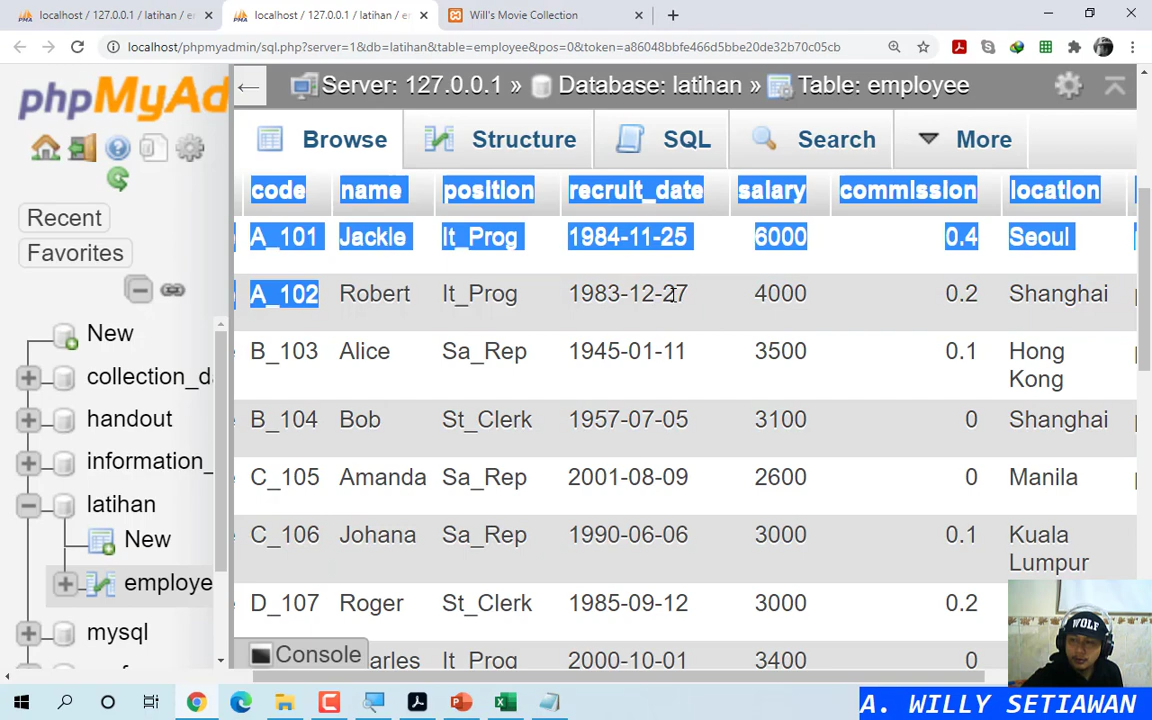 localhost / 127.0.0.1 / latihan / e
localhost / 127.0.0.1 / latihan / e
Will's Movie Collection
localhost/phpmyadmin/sql.php?server=1&db=latihan&table=employee&pos=0&token=a86048bbfe466d5bbe20de32b70c05cb
phpMyAd
Server: 127.0.0.1 » Database: latihan » Table: employee
Browse Structure SQL Search More
Recent
Favorites
New
collection_d
handout
information_
latihan
New
employe
mysql
code name position recruit_date salary commission location
A_101 Jackie It_Prog 1984-11-25 6000 0.4 Seoul
A_102 Robert It_Prog 1983-12-27 4000 0.2 Shanghai
B_103 Alice Sa_Rep 1945-01-11 3500 0.1 Hong Kong
B_104 Bob St_Clerk 1957-07-05 3100 0 Shanghai
C_105 Amanda Sa_Rep 2001-08-09 2600 0 Manila
C_106 Johana Sa_Rep 1990-06-06 3000 0.1 Kuala Lumpur
D_107 Roger St_Clerk 1985-09-12 3000 0.2
Console
arles It_Prog 2000-10-01 3400 0
WOLF
A. WILLY SETIAWAN